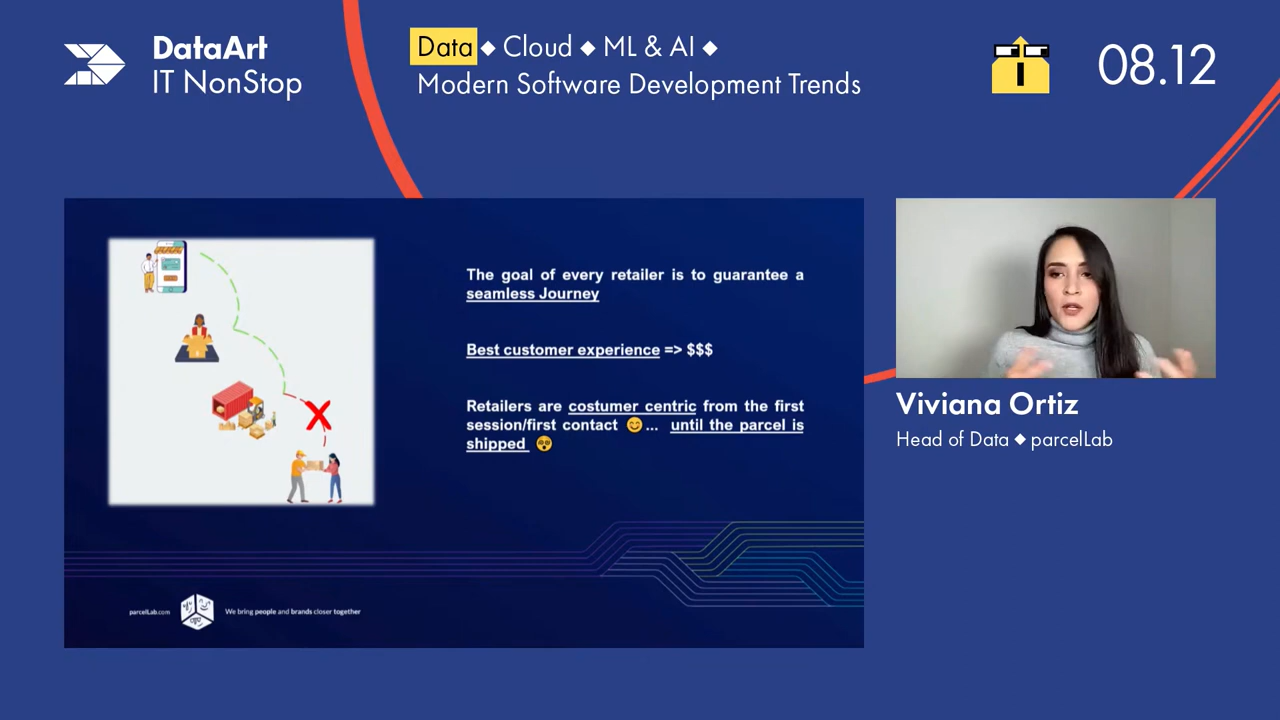 DataArt
IT NonStop
Data ◆ Cloud ◆ ML & AI ◆
Modern Software Development Trends
08.12
The goal of every retailer is to guarantee a
seamless Journey
Best customer experience => $$$
Retailers are costumer centric from the first
session/first contact 😊... until the parcel is
shipped 😵
parcelLab.com
We bring people and brands closer together
Viviana Ortiz
Head of Data ◆ parcelLab